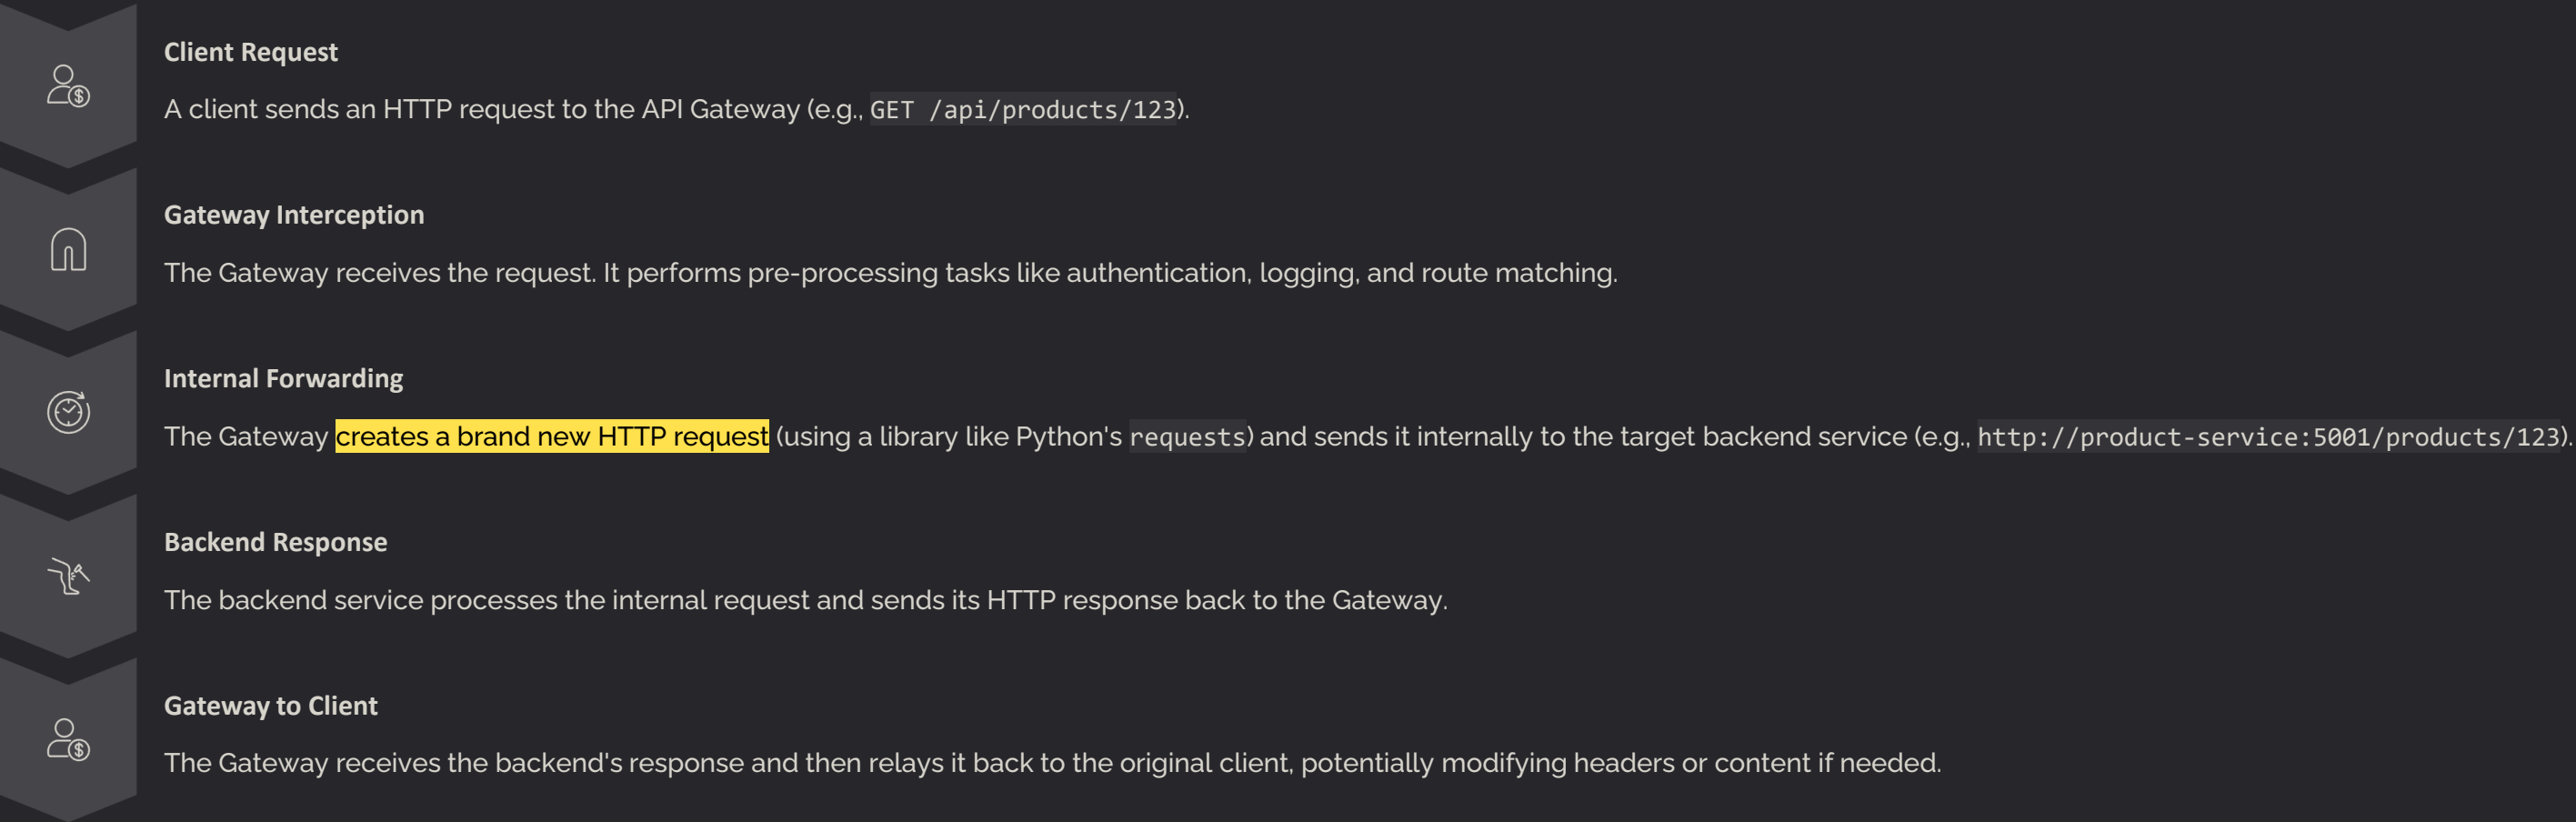 Client Request
A client sends an HTTP request to the API Gateway (e.g., GET /api/products/123).
Gateway Interception
The Gateway receives the request. It performs pre-processing tasks like authentication, logging, and route matching.
Internal Forwarding
The Gateway creates a brand new HTTP request (using a library like Python's requests) and sends it internally to the target backend service (e.g., http://product-service:5001/products/123).
Backend Response
The backend service processes the internal request and sends its HTTP response back to the Gateway.
Gateway to Client
The Gateway receives the backend's response and then relays it back to the original client, potentially modifying headers or content if needed.